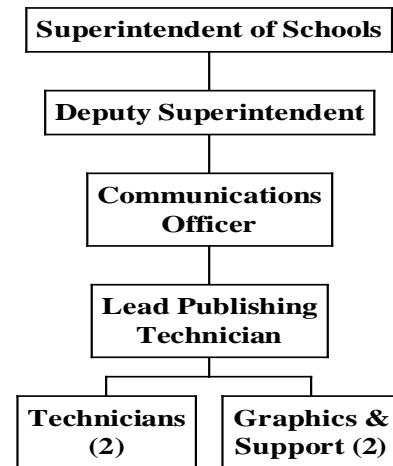 Superintendent of Schools
Deputy Superintendent
Communications
Officer
Lead Publishing
Technician
Technicians
(2)
Graphics &
Support (2)